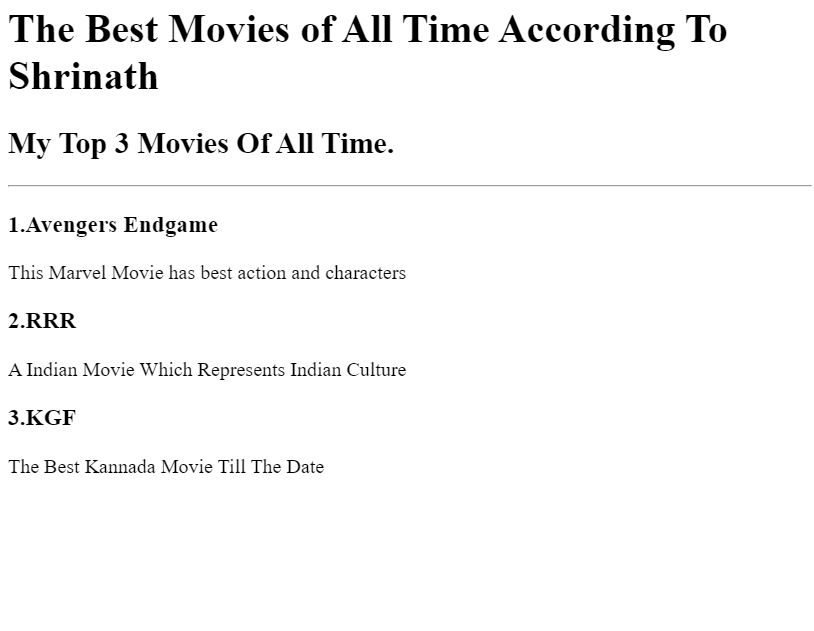 The Best Movies of All Time According To
Shrinath
My Top 3 Movies Of All Time.
1.Avengers Endgame
This Marvel Movie has best action and characters
2.RRR
A Indian Movie Which Represents Indian Culture
3.KGF
The Best Kannada Movie Till The Date